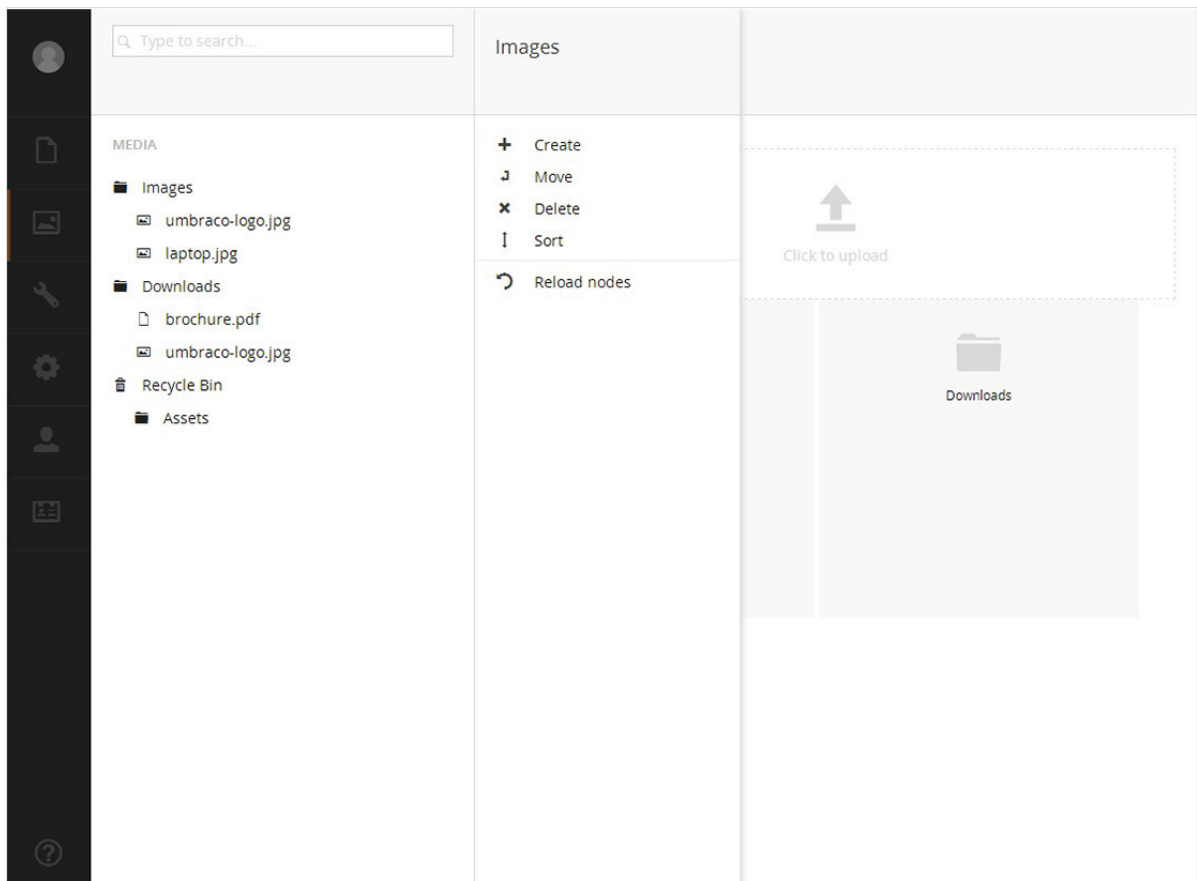 Type to search...
MEDIA
Images
umbraco-logo.jpg
laptop.jpg
Downloads
brochure.pdf
umbraco-logo.jpg
Recycle Bin
Assets
Images
Create
Move
Delete
Sort
Reload nodes
Click to upload
Downloads